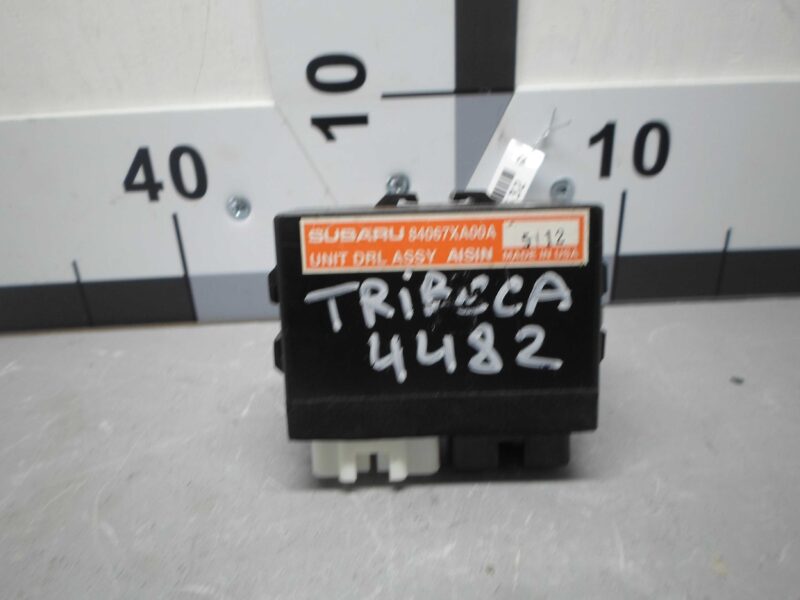 10
40
10
SUBARU 84067XA00A 5112
UNIT DRL ASSY AISIN MADE IN USA
TRIBECA
4482